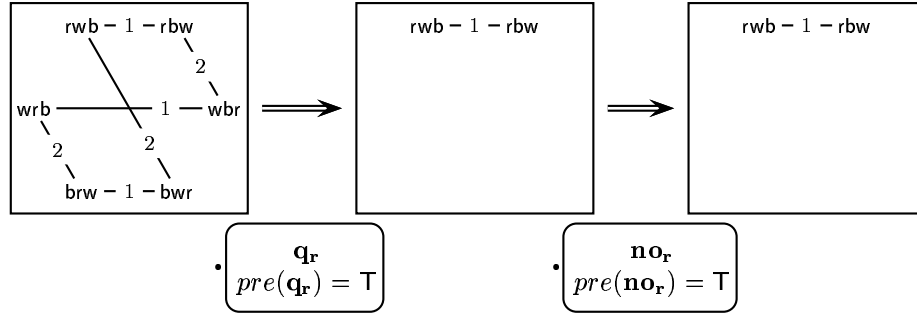 rwb – 1 – rbw
2
wrb 1 wbr
2 2
brw – 1 – bwr
rwb – 1 – rbw
rwb – 1 – rbw
q_r
pre(q_r) = T
no_r
pre(no_r) = T